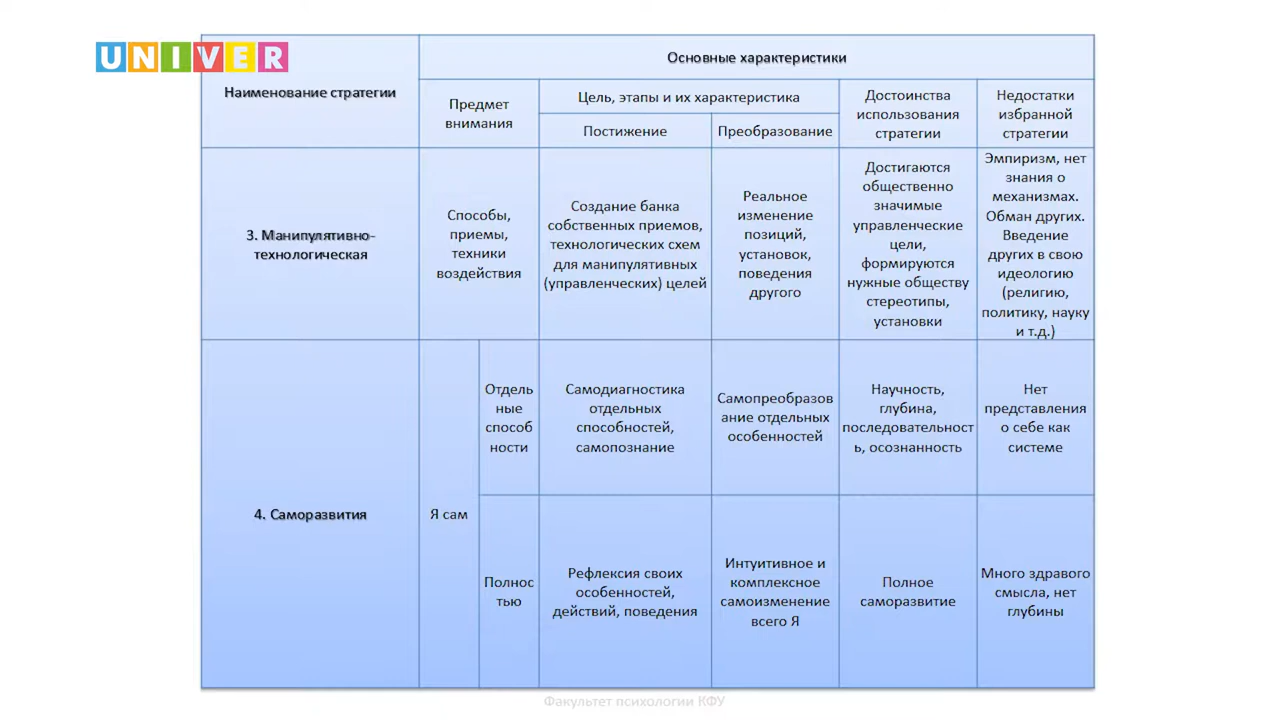 UNIVER
Наименование стратегии
Основные характеристики
Предмет
внимания
Цель, этапы и их характеристика
Постижение
Преобразование
Достоинства
использования
стратегии
Недостатки
избранной
стратегии
3. Манипулятивно-
технологическая
Способы,
приемы,
техники
воздействия
Создание банка
собственных приемов,
технологических схем
для манипулятивных
(управленческих) целей
Реальное
изменение
позиций,
установок,
поведения
другого
Достигаются
общественно
значимые
управленческие
цели,
формируются
нужные обществу
стереотипы,
установки
Эмпиризм, нет
знания о
механизмах.
Обман других.
Введение
других в свою
идеологию
(религию,
политику, науку
и т.д.)
4. Саморазвития
Я сам
Отдель
ные
способ
ности
Самодиагностика
отдельных
способностей,
самопознание
Самопреобразов
ание отдельных
особенностей
Научность,
глубина,
последовательност
ь, осознанность
Нет
представления
о себе как
системе
Полнос
тью
Рефлексия своих
особенностей,
действий, поведения
Интуитивное и
комплексное
самоизменение
всего Я
Полное
саморазвитие
Много здравого
смысла, нет
глубины
Факультет психологии КФУ